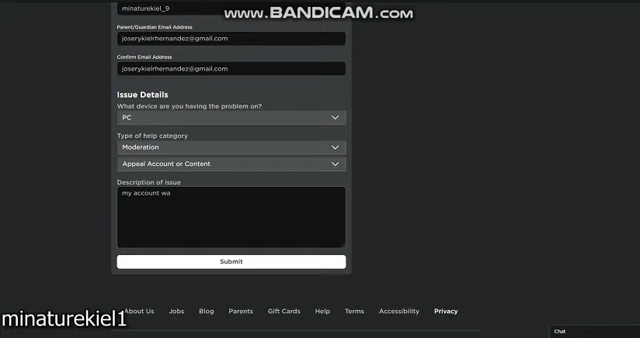 www.BANDICAM.com
minaturekiel_9
Parent/Guardian Email Address
joserykielrhernandez@gmail.com
Confirm Email Address
joserykielrhernandez@gmail.com
Issue Details
What device are you having the problem on?
PC
Type of help category
Moderation
Appeal Account or Content
Description of issue
my account wa
Submit
About Us Jobs Blog Parents Gift Cards Help Terms Accessibility Privacy
minaturekiel1
Chat